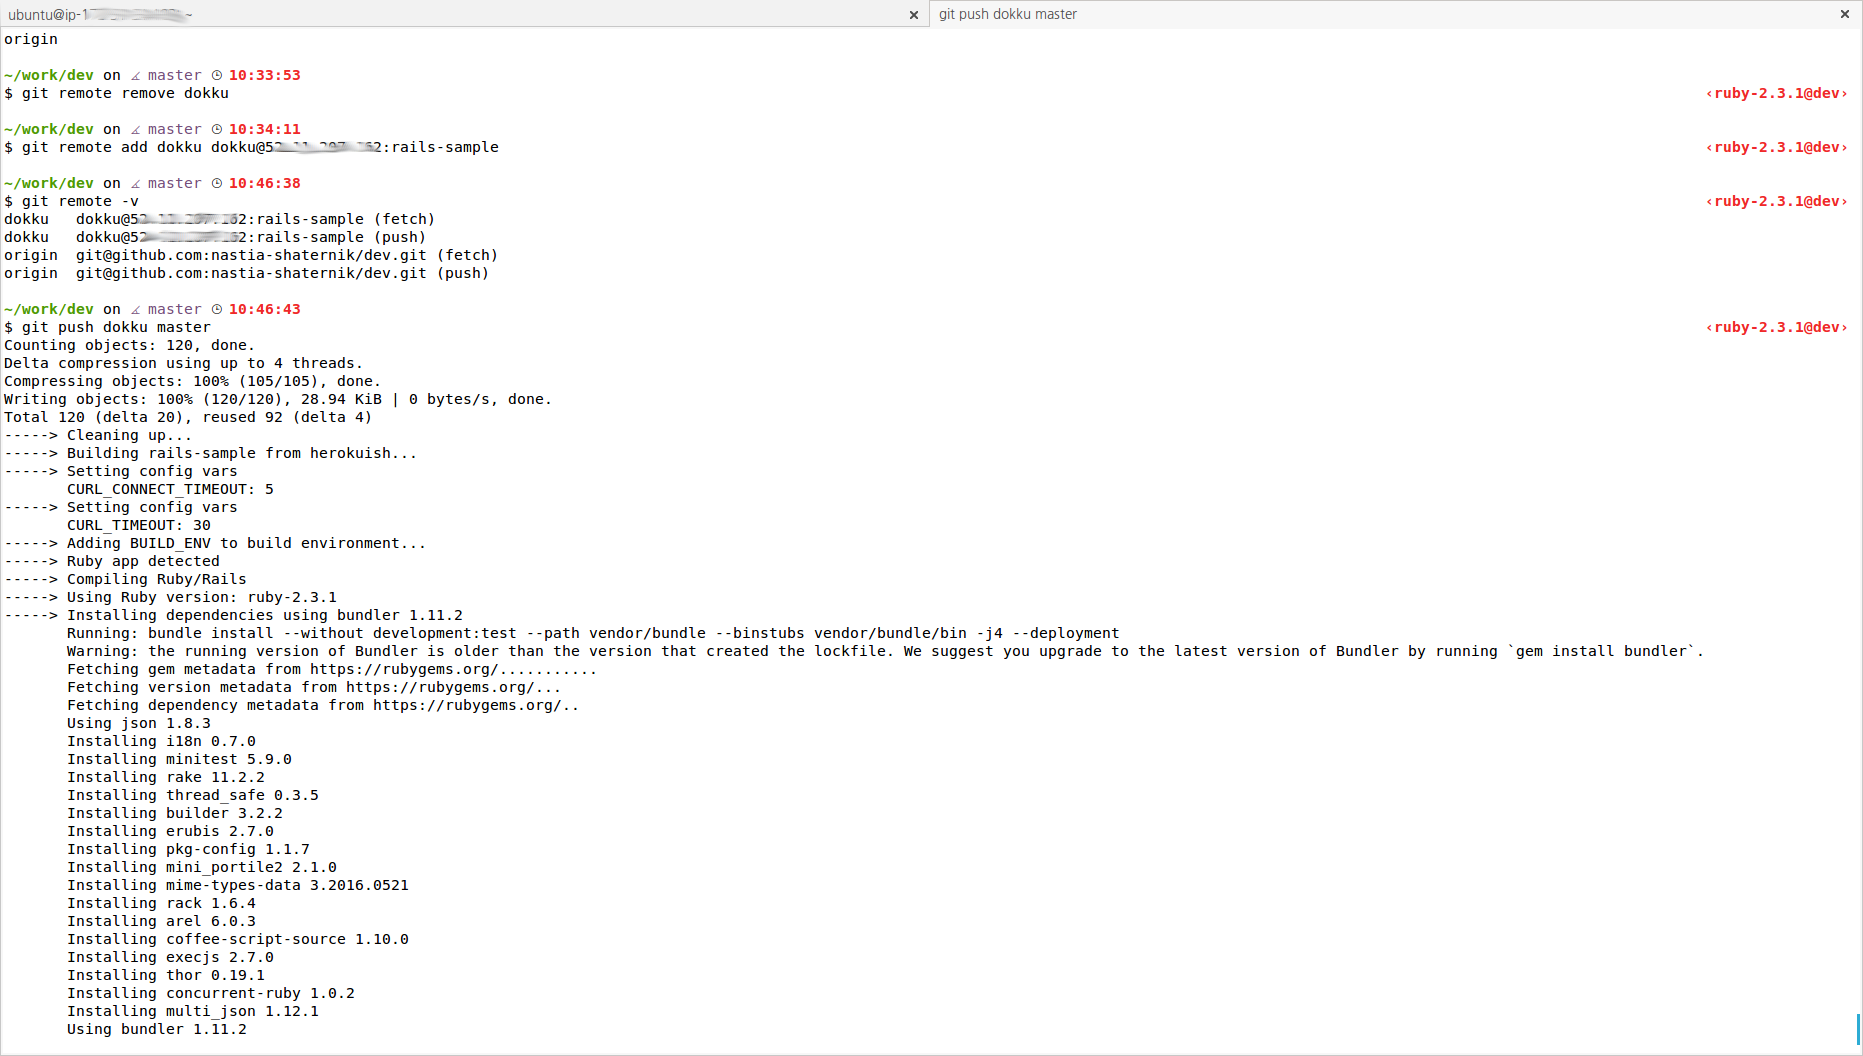 ubuntu@ip-1 ~ × git push dokku master ×
origin
~/work/dev on master 10:33:53
$ git remote remove dokku ‹ruby-2.3.1@dev›
~/work/dev on master 10:34:11
$ git remote add dokku dokku@52 62:rails-sample ‹ruby-2.3.1@dev›
~/work/dev on master 10:46:38
$ git remote -v ‹ruby-2.3.1@dev›
dokku dokku@52 62:rails-sample (fetch)
dokku dokku@52 2:rails-sample (push)
origin git@github.com:nastia-shaternik/dev.git (fetch)
origin git@github.com:nastia-shaternik/dev.git (push)
~/work/dev on master 10:46:43
$ git push dokku master ‹ruby-2.3.1@dev›
Counting objects: 120, done.
Delta compression using up to 4 threads.
Compressing objects: 100% (105/105), done.
Writing objects: 100% (120/120), 28.94 KiB | 0 bytes/s, done.
Total 120 (delta 20), reused 92 (delta 4)
-----> Cleaning up...
-----> Building rails-sample from herokuish...
-----> Setting config vars
CURL_CONNECT_TIMEOUT: 5
-----> Setting config vars
CURL_TIMEOUT: 30
-----> Adding BUILD_ENV to build environment...
-----> Ruby app detected
-----> Compiling Ruby/Rails
-----> Using Ruby version: ruby-2.3.1
-----> Installing dependencies using bundler 1.11.2
Running: bundle install --without development:test --path vendor/bundle --binstubs vendor/bundle/bin -j4 --deployment
Warning: the running version of Bundler is older than the version that created the lockfile. We suggest you upgrade to the latest version of Bundler by running `gem install bundler`.
Fetching gem metadata from https://rubygems.org/...........
Fetching version metadata from https://rubygems.org/...
Fetching dependency metadata from https://rubygems.org/..
Using json 1.8.3
Installing i18n 0.7.0
Installing minitest 5.9.0
Installing rake 11.2.2
Installing thread_safe 0.3.5
Installing builder 3.2.2
Installing erubis 2.7.0
Installing pkg-config 1.1.7
Installing mini_portile2 2.1.0
Installing mime-types-data 3.2016.0521
Installing rack 1.6.4
Installing arel 6.0.3
Installing coffee-script-source 1.10.0
Installing execjs 2.7.0
Installing thor 0.19.1
Installing concurrent-ruby 1.0.2
Installing multi_json 1.12.1
Using bundler 1.11.2